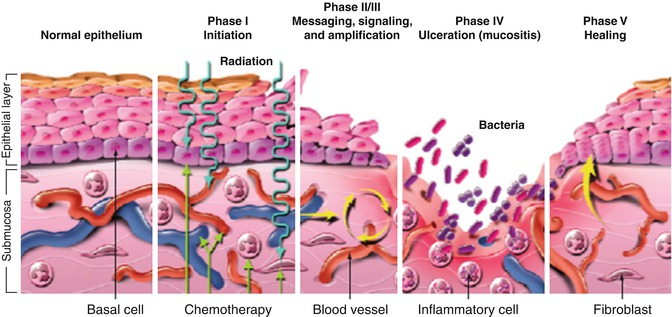 Normal epithelium
Phase I
Initiation
Phase II/III
Messaging, signaling,
and amplification
Phase IV
Ulceration (mucositis)
Phase V
Healing
Radiation
Bacteria
Epithelial layer
Submucosa
Basal cell
Chemotherapy
Blood vessel
Inflammatory cell
Fibroblast